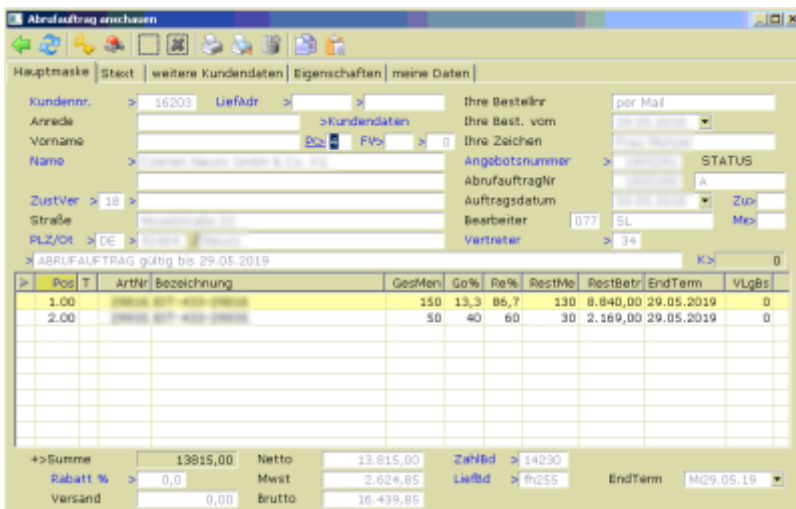 Abrufauftrag anschauen
Hauptmaske Stext weitere Kundendaten Eigenschaften meine Daten
Kundennr. > 16203 LiefAdr > > Ihre Bestellnr per Mail
Anrede >Kundendaten Ihre Best. vom
Vorname PC> 4 FV> > 0 Ihre Zeichen
Name > Angebotsnummer > STATUS
AbrufauftragNr A
ZustVer > 18 > Auftragsdatum Zu>
Straße Bearbeiter 077 SL Me>
PLZ/Ot > DE > Vertreter > 34
> ABRUFAUFTRAG gültig bis 29.05.2019 K> 0
> Pos T ArtNr Bezeichnung GesMen Go% Re% RestMe RestBetr EndTerm VLgBs
1.00 150 13,3 86,7 130 8.840,00 29.05.2019 0
2.00 50 40 60 30 2.169,00 29.05.2019 0
+>Summe 13815,00 Netto 13.815,00 ZahlBd > 14230
Rabatt % > 0,0 Mwst 2.624,85 LiefBd > fh255 EndTerm Mi29.05.19
Versand 0,00 Brutto 16.439,85